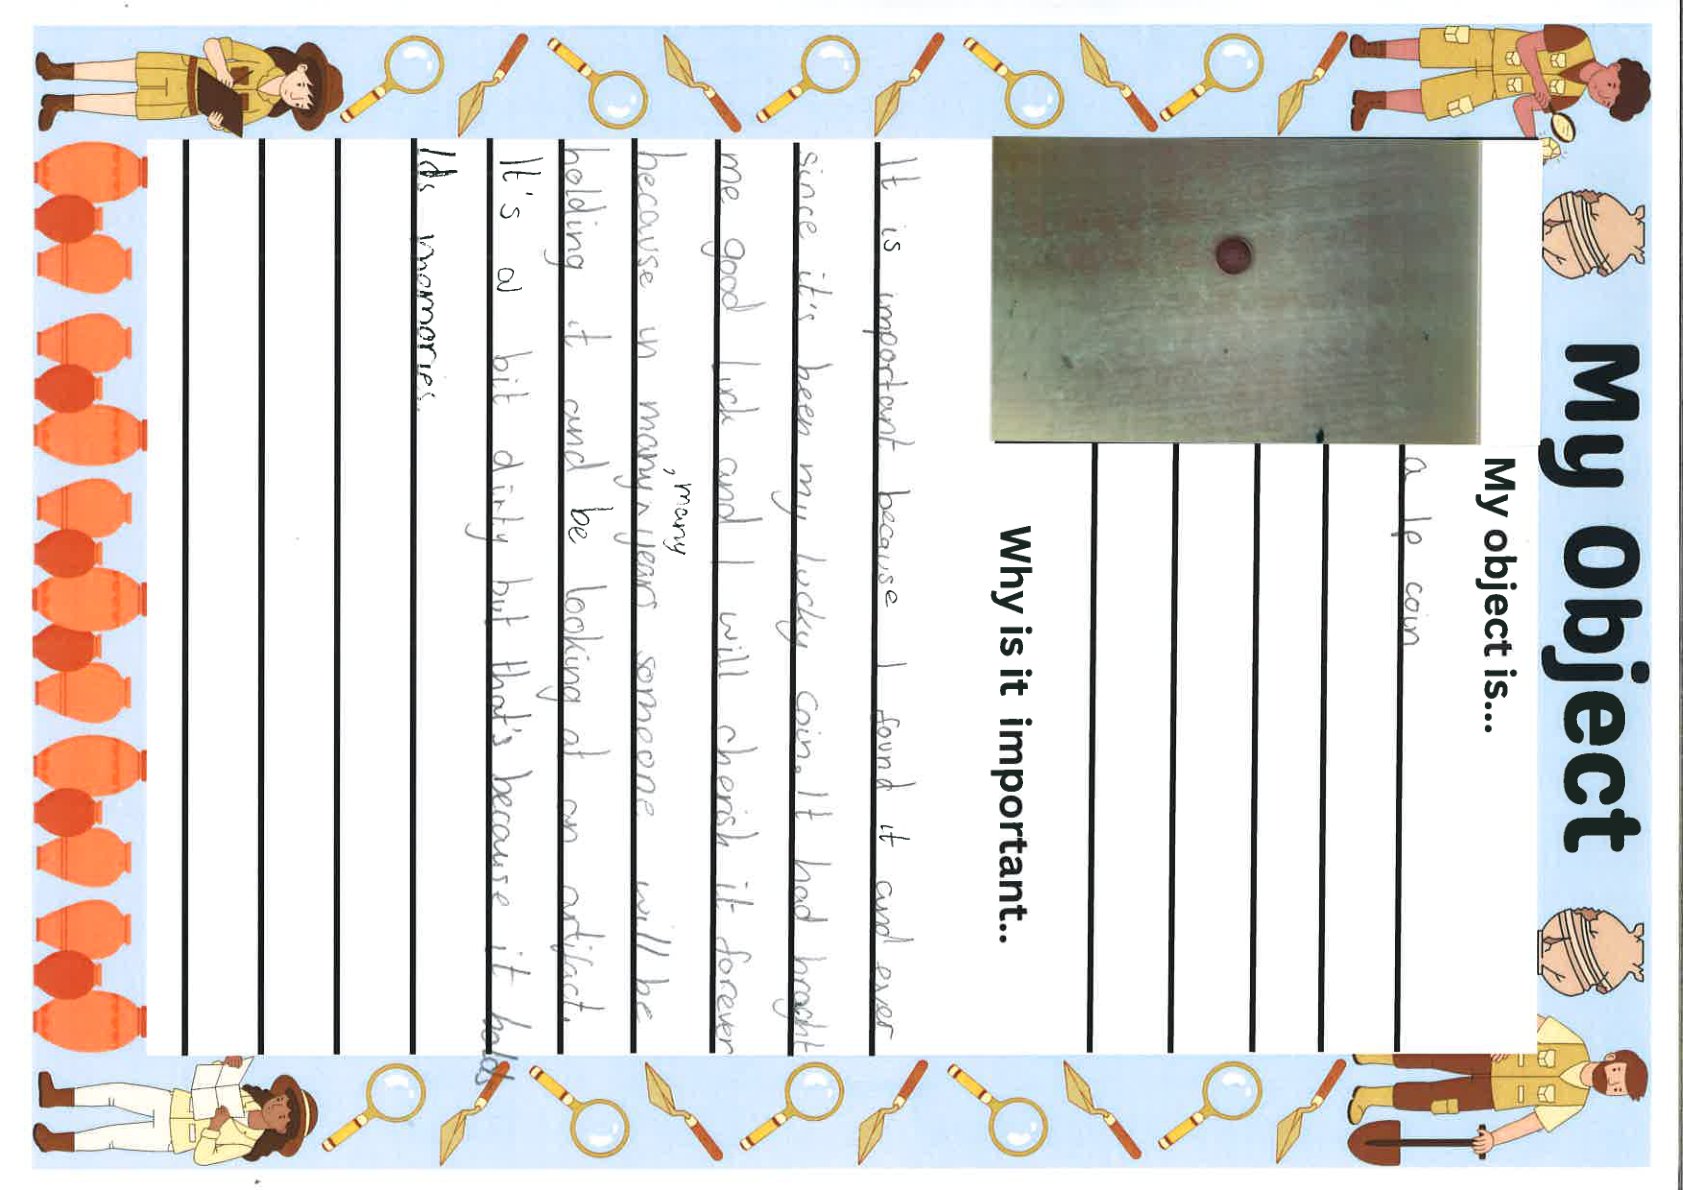 My Object
My object is...
a 1p coin
Why is it important..
It is important because I found it and ever
since it's been my lucky coin. It had braght
me good luck and I will cherish it forever
because in many, many years someone will be
holding it and be looking at an artifact.
It's a bit dirty but that's because it holds
lds memories.